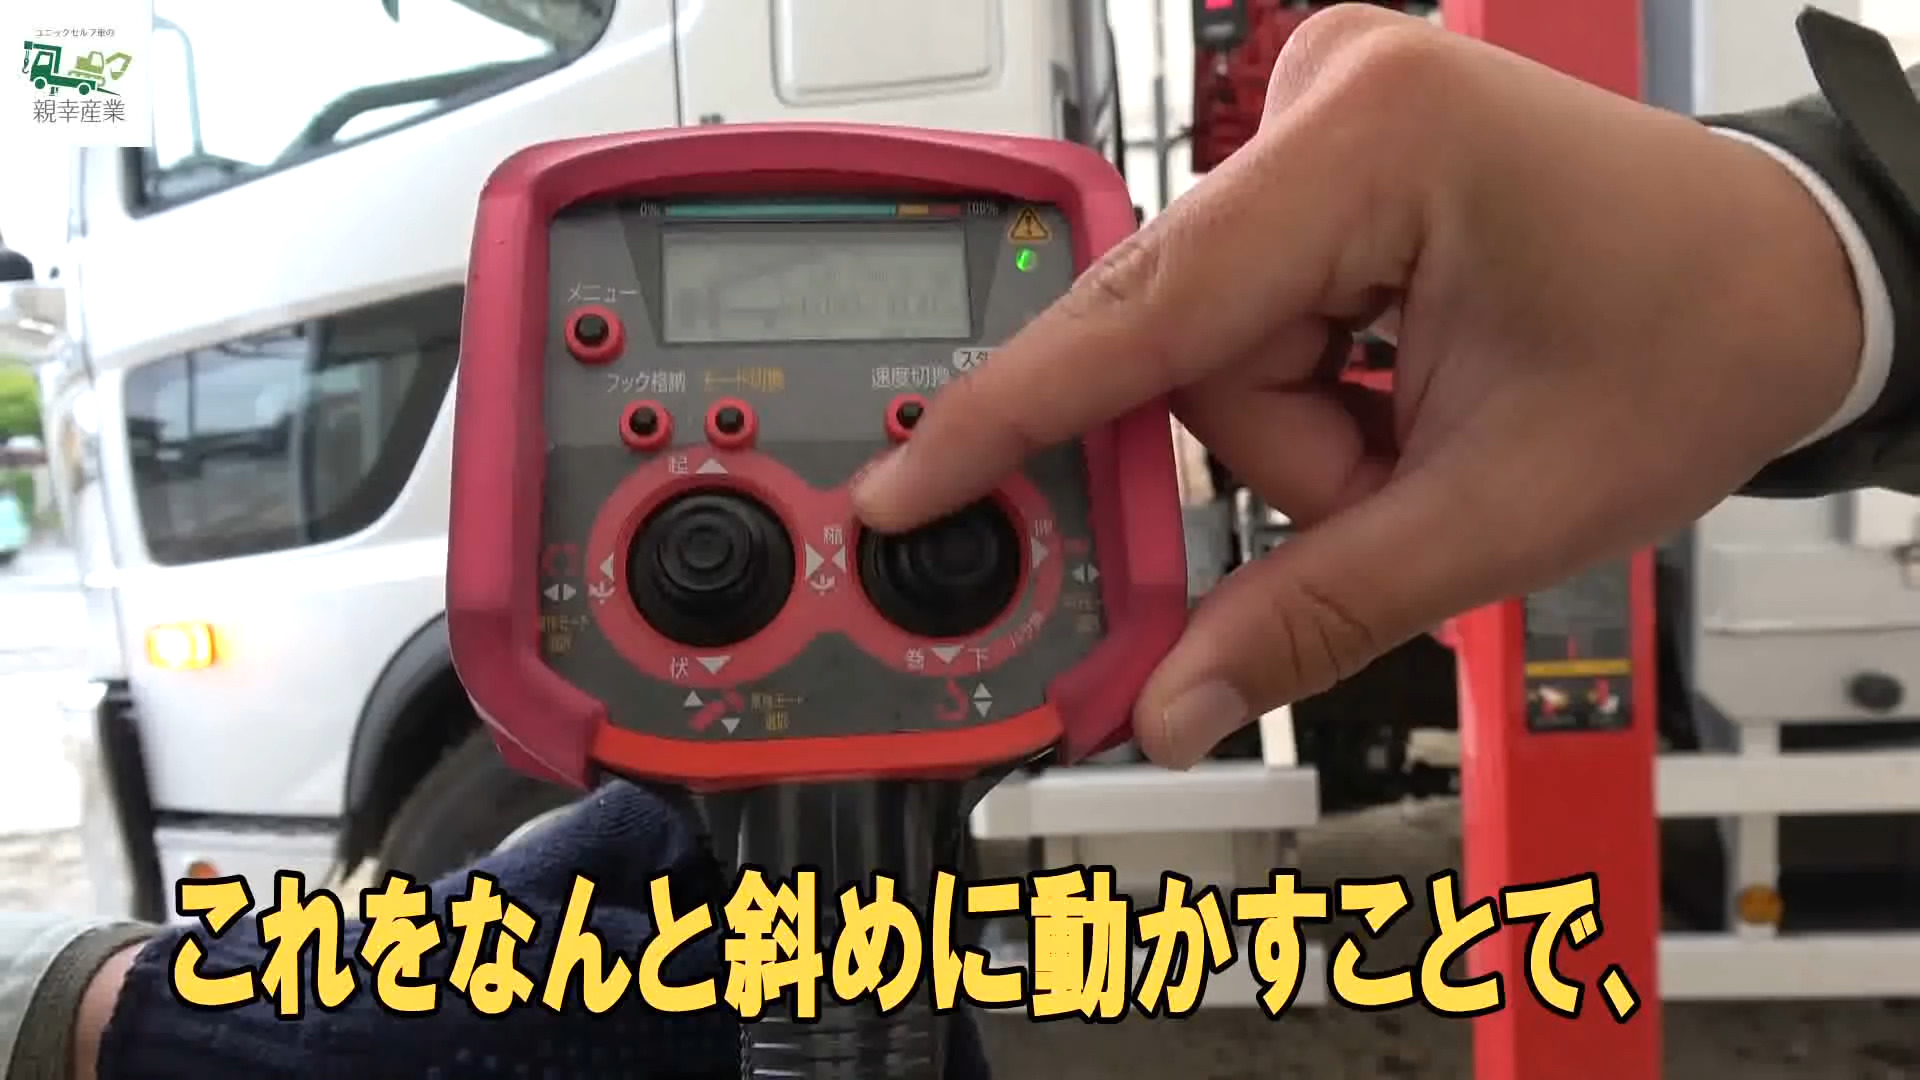 ユニックセルフ車の
親幸産業
0%
100%
メニュー
フック格納
モード切換
速度切換
スタ
起
縮
伸
伏
巻
下
これをなんと斜めに動かすことで、